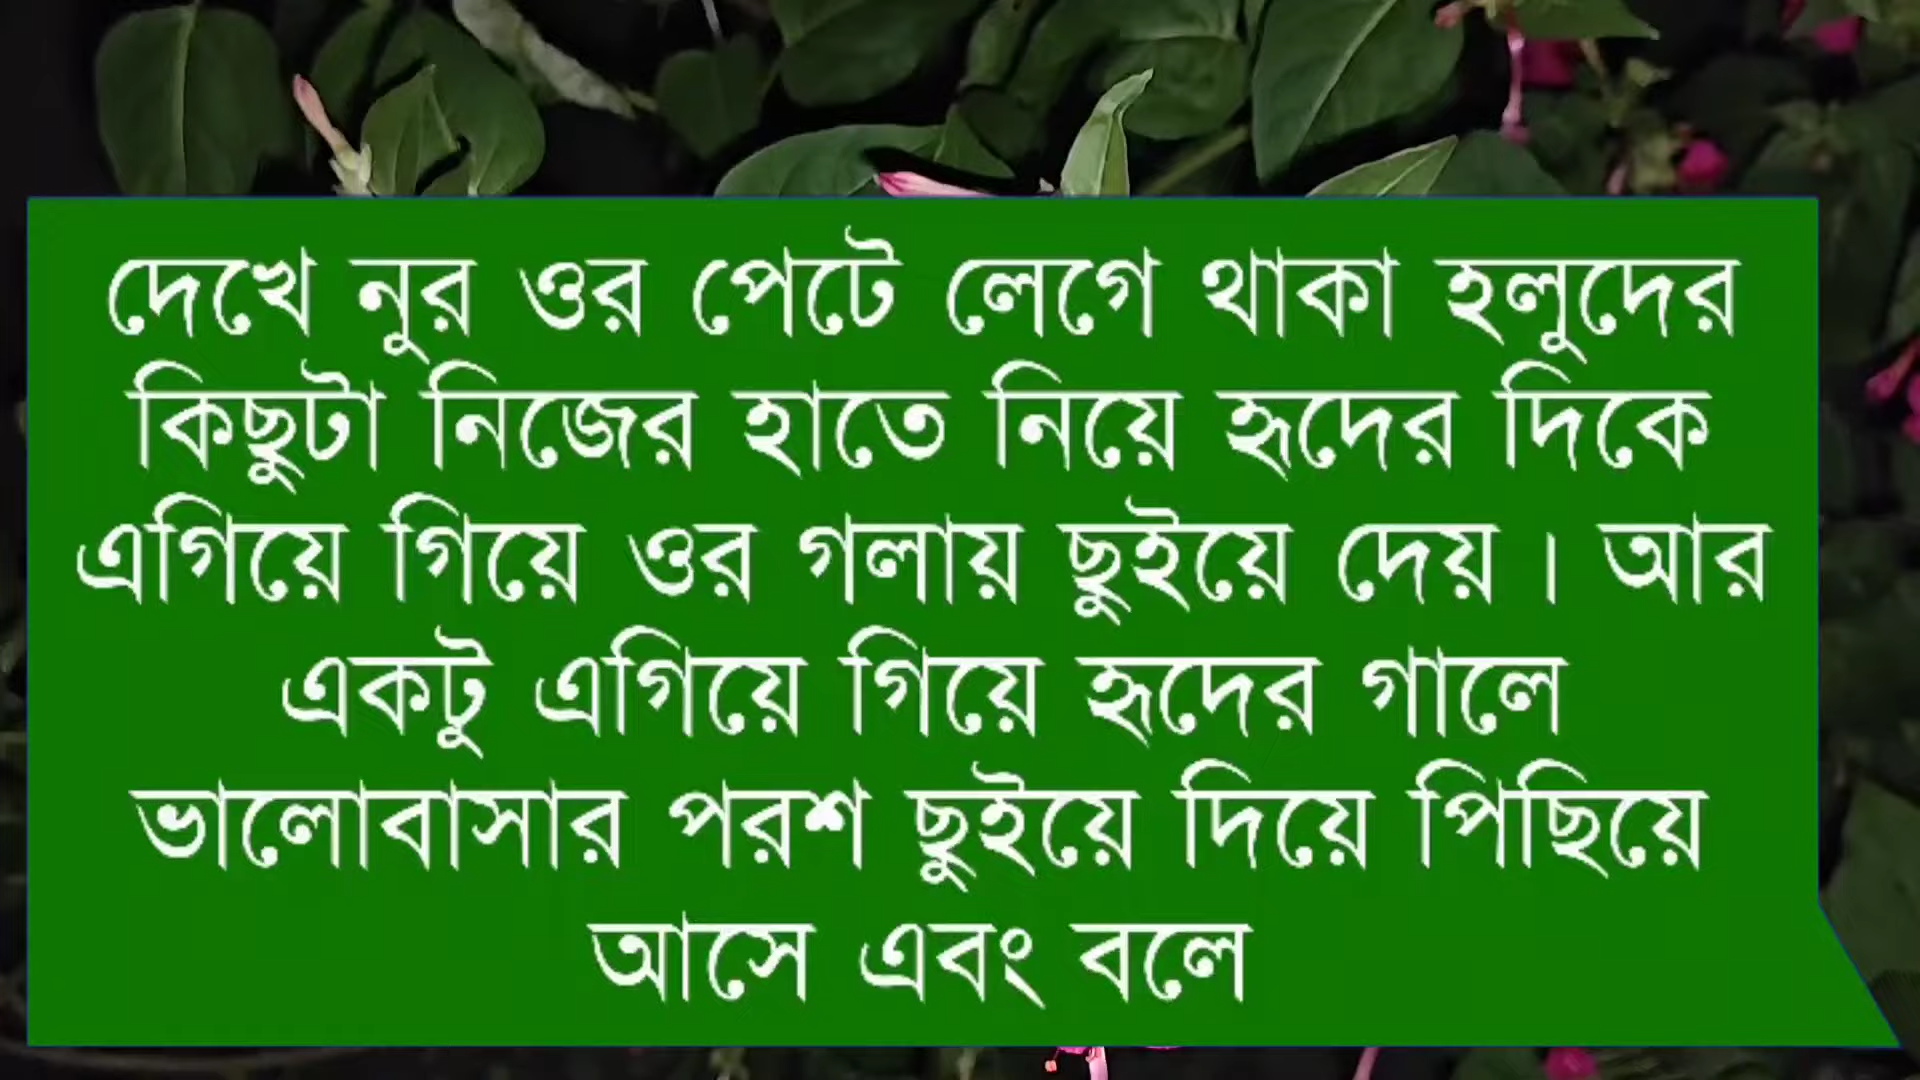 দেখে নুর ওর পেটে লেগে থাকা হলুদের
কিছুটা নিজের হাতে নিয়ে হৃদের দিকে
এগিয়ে গিয়ে ওর গলায় ছুইয়ে দেয় । আর
একটু এগিয়ে গিয়ে হৃদের গালে
ভালোবাসার পরশ ছুইয়ে দিয়ে পিছিয়ে
আসে এবং বলে